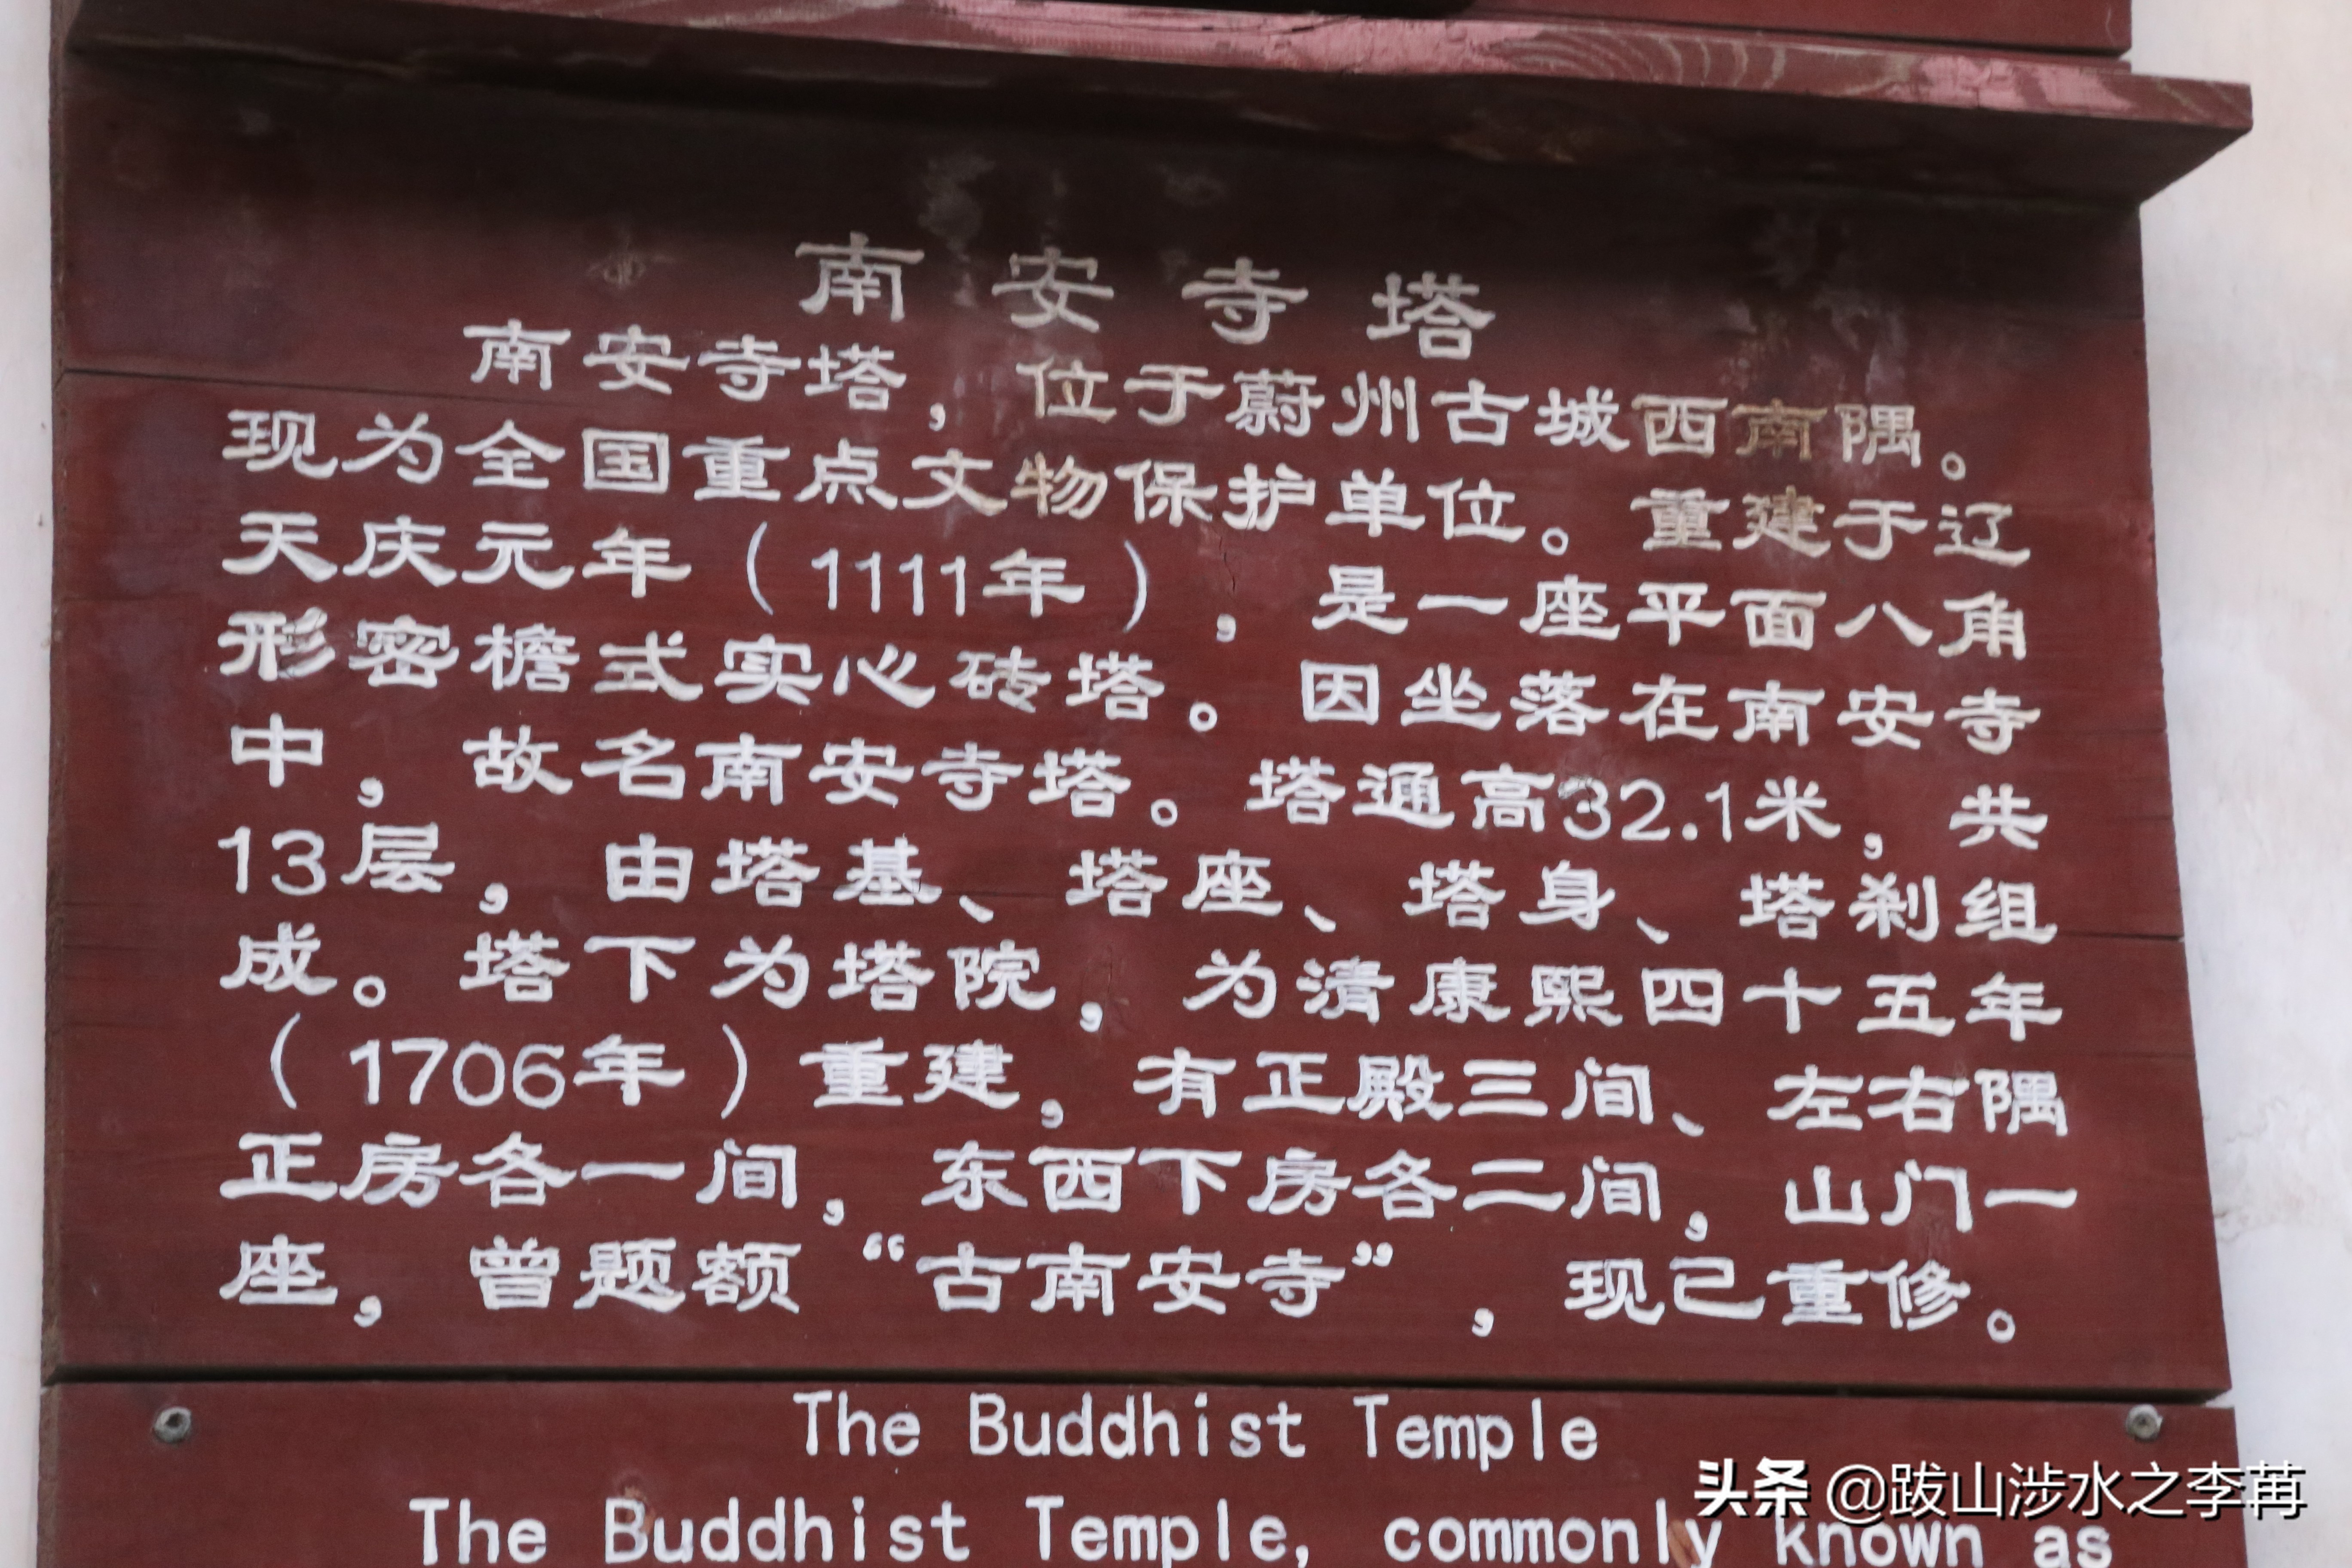 南安寺塔
南安寺塔，位于蔚州古城西南隅。
现为全国重点文物保护单位。重建于辽
天庆元年（1111年），是一座平面八角
形密檐式实心砖塔。因坐落在南安寺
中，故名南安寺塔。塔通高32.1米，共
13层，由塔基、塔座、塔身、塔刹组
成。塔下为塔院，为清康熙四十五年
（1706年）重建，有正殿三间、左右隅
正房各一间，东西下房各二间，山门一
座，曾题额“古南安寺”，现已重修。
The Buddhist Temple
The Buddhist Temple, commonly known as
头条 @跋山涉水之李苒